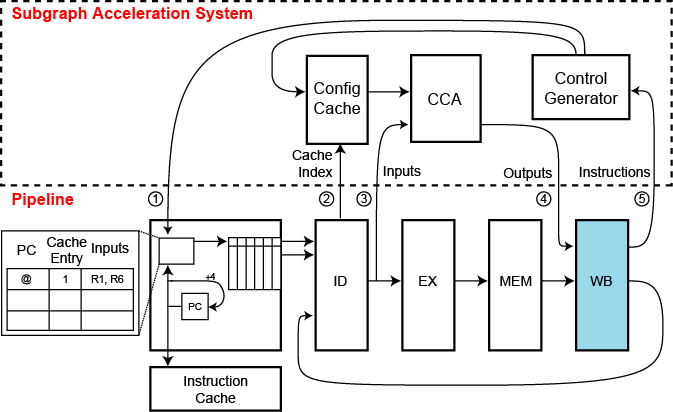 Subgraph Acceleration System
Config
Cache
CCA
Control
Generator
Cache
Index
Inputs
Outputs
Instructions
Pipeline
1
2
3
4
5
PC
Cache
Entry
Inputs
@
1
R1, R6
+4
PC
ID
EX
MEM
WB
Instruction
Cache